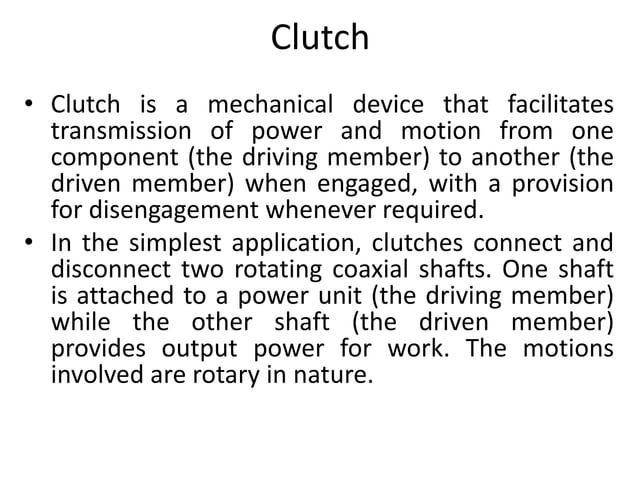 Clutch
• Clutch is a mechanical device that facilitates
transmission of power and motion from one
component (the driving member) to another (the
driven member) when engaged, with a provision
for disengagement whenever required.
• In the simplest application, clutches connect and
disconnect two rotating coaxial shafts. One shaft
is attached to a power unit (the driving member)
while the other shaft (the driven member)
provides output power for work. The motions
involved are rotary in nature.